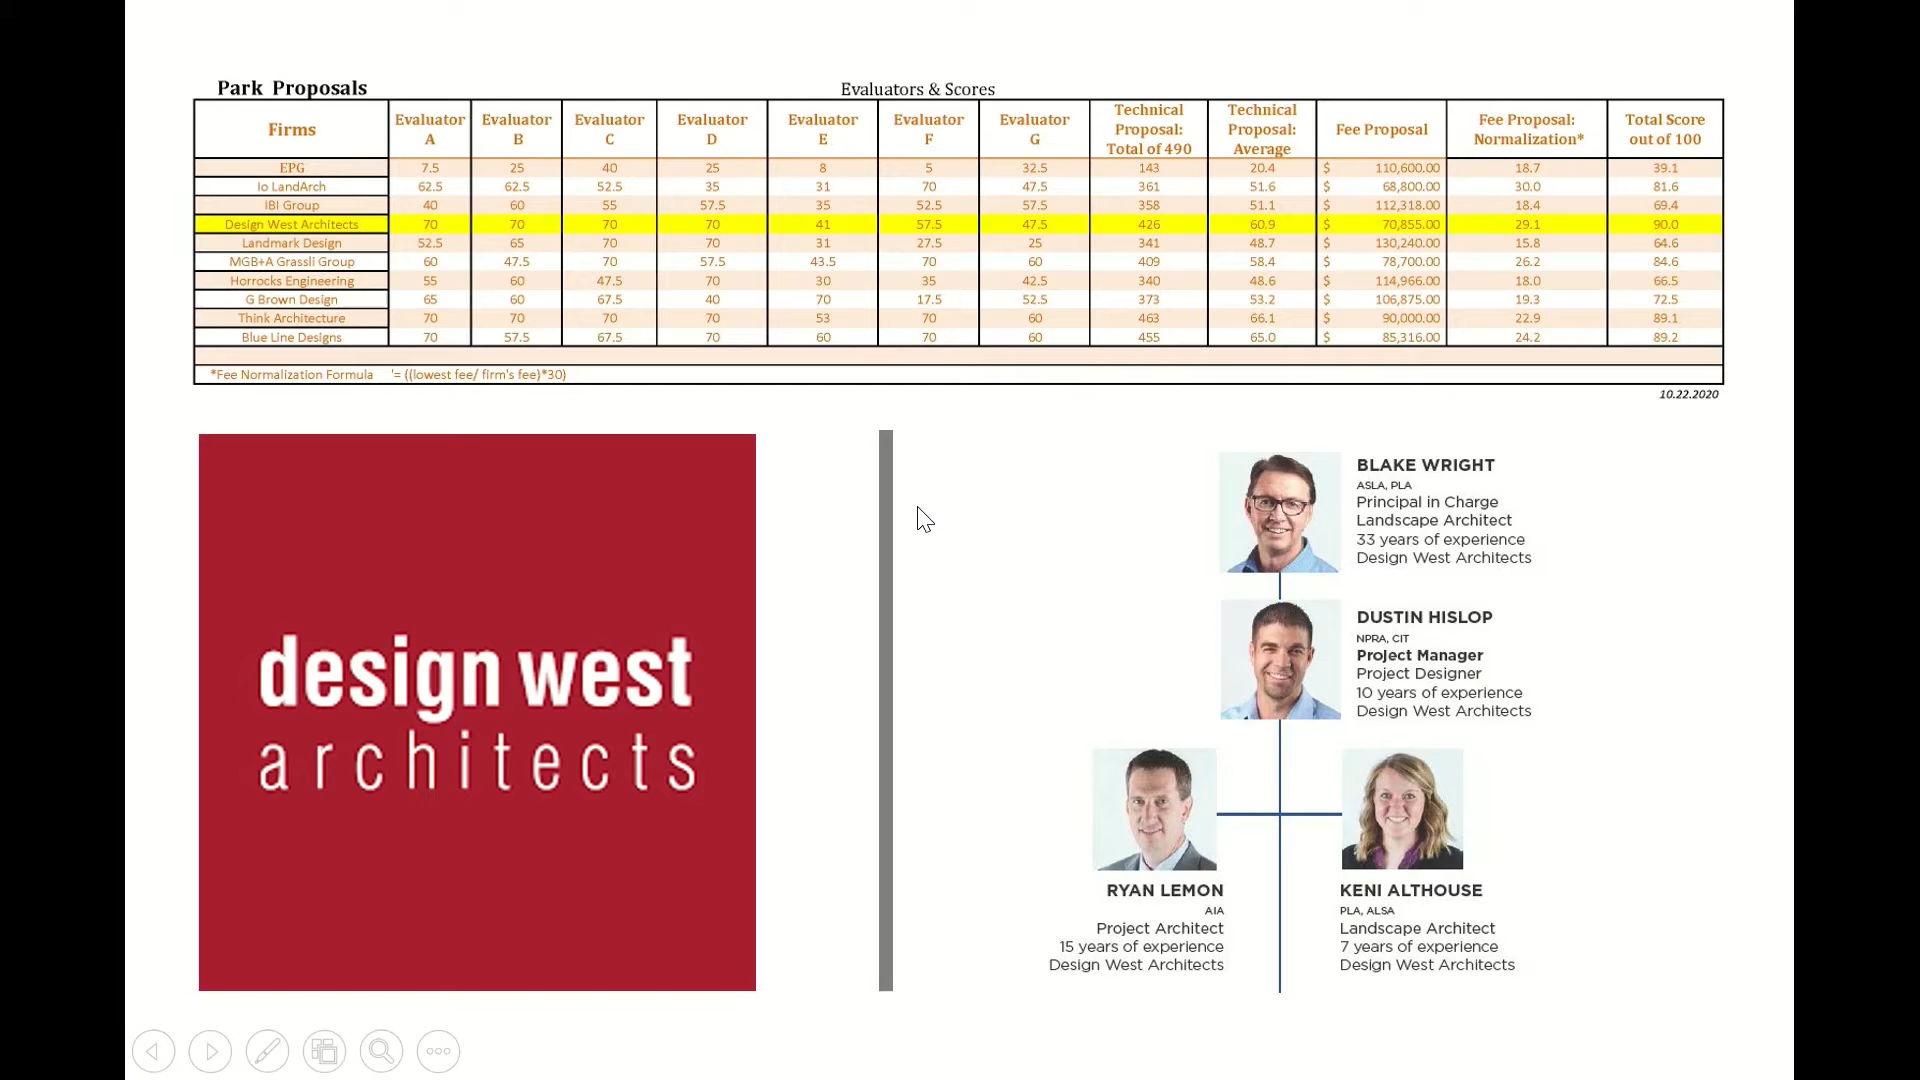 Park Proposals
Evaluators & Scores
Firms Evaluator A Evaluator B Evaluator C Evaluator D Evaluator E Evaluator F Evaluator G Technical Proposal: Total of 490 Technical Proposal: Average Fee Proposal Fee Proposal: Normalization* Total Score out of 100
EPG 7.5 25 40 25 8 5 32.5 143 20.4 $ 110,600.00 18.7 39.1
Io LandArch 62.5 62.5 52.5 35 31 70 47.5 361 51.6 $ 68,800.00 30.0 81.6
IBI Group 40 60 55 57.5 35 52.5 57.5 358 51.1 $ 112,318.00 18.4 69.4
Design West Architects 70 70 70 70 41 57.5 47.5 426 60.9 $ 70,855.00 29.1 90.0
Landmark Design 52.5 65 70 70 31 27.5 25 341 48.7 $ 130,240.00 15.8 64.6
MGB+A Grassli Group 60 47.5 70 57.5 43.5 70 60 409 58.4 $ 78,700.00 26.2 84.6
Horrocks Engineering 55 60 47.5 70 30 35 42.5 340 48.6 $ 114,966.00 18.0 66.5
G Brown Design 65 60 67.5 40 70 17.5 52.5 373 53.2 $ 106,875.00 19.3 72.5
Think Architecture 70 70 70 70 53 70 60 463 66.1 $ 90,000.00 22.9 89.1
Blue Line Designs 70 57.5 67.5 70 60 70 60 455 65.0 $ 85,316.00 24.2 89.2
*Fee Normalization Formula '= ((lowest fee/ firm's fee)*30)
10.22.2020
design west
architects
BLAKE WRIGHT
ASLA, PLA
Principal in Charge
Landscape Architect
33 years of experience
Design West Architects
DUSTIN HISLOP
NPRA, CIT
Project Manager
Project Designer
10 years of experience
Design West Architects
RYAN LEMON
AIA
Project Architect
15 years of experience
Design West Architects
KENI ALTHOUSE
PLA, ALSA
Landscape Architect
7 years of experience
Design West Architects